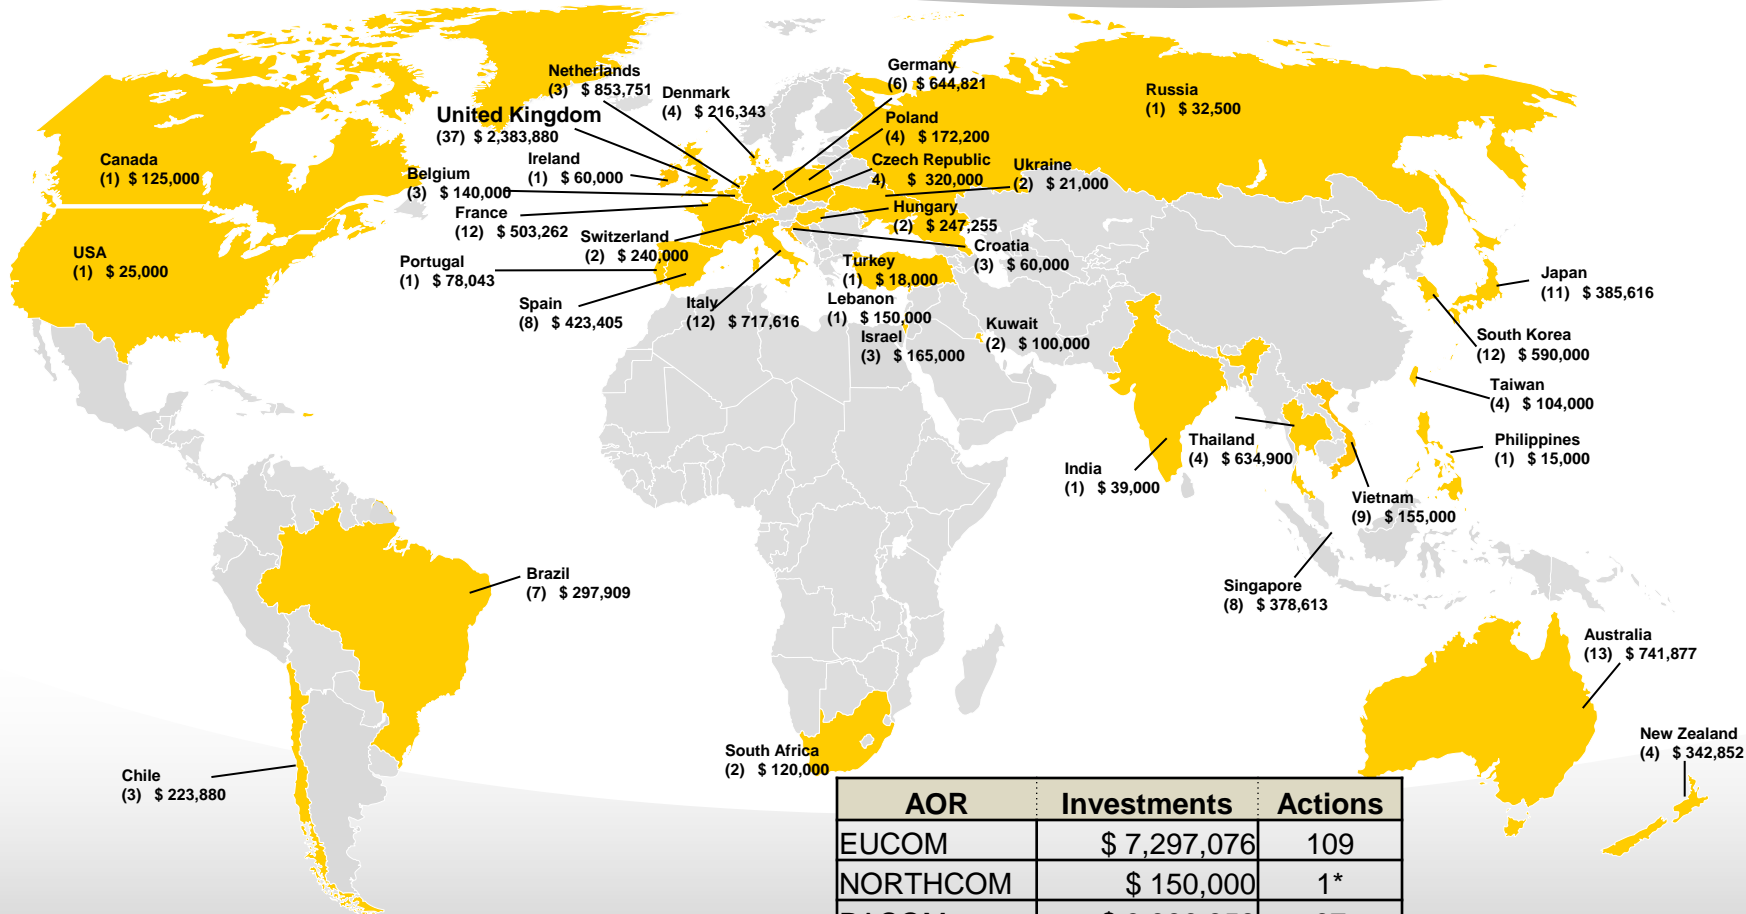 Netherlands
(3) $ 853,751
Denmark
(4) $ 216,343
Germany
(6) $ 644,821
Russia
(1) $ 32,500
United Kingdom
(37) $ 2,383,880
Poland
(4) $ 172,200
Canada
(1) $ 125,000
Ireland
(1) $ 60,000
Czech Republic
4) $ 320,000
Ukraine
(2) $ 21,000
Belgium
(3) $ 140,000
France
(12) $ 503,262
Hungary
(2) $ 247,255
Switzerland
(2) $ 240,000
Croatia
(3) $ 60,000
USA
(1) $ 25,000
Portugal
(1) $ 78,043
Turkey
(1) $ 18,000
Japan
(11) $ 385,616
Spain
(8) $ 423,405
Italy
(12) $ 717,616
Lebanon
(1) $ 150,000
Israel
(3) $ 165,000
Kuwait
(2) $ 100,000
South Korea
(12) $ 590,000
Taiwan
(4) $ 104,000
Thailand
(4) $ 634,900
Philippines
(1) $ 15,000
India
(1) $ 39,000
Vietnam
(9) $ 155,000
Brazil
(7) $ 297,909
Singapore
(8) $ 378,613
Australia
(13) $ 741,877
New Zealand
(4) $ 342,852
South Africa
(2) $ 120,000
Chile
(3) $ 223,880
AOR Investments Actions
EUCOM $ 7,297,076 109
NORTHCOM $ 150,000 1*